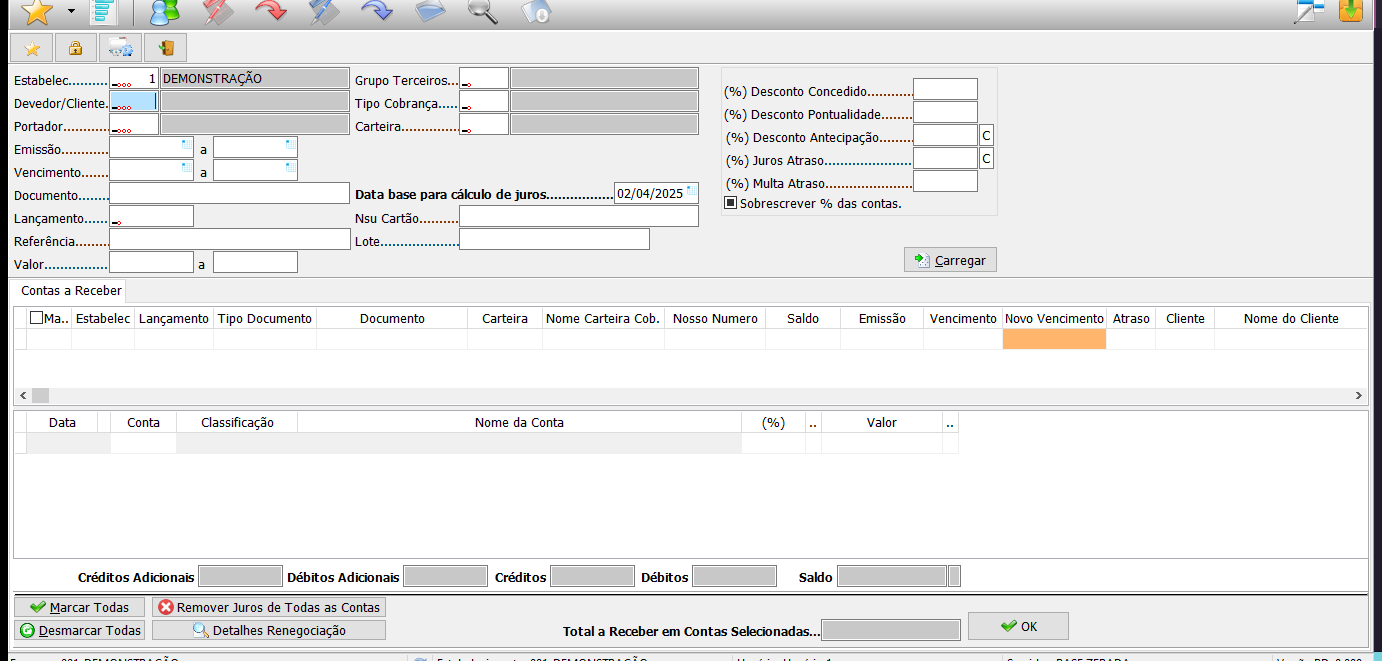 Estabelec......... 1 DEMONSTRAÇÃO Grupo Terceiros...
Devedor/Cliente. Tipo Cobrança.....
Portador............ Carteira.............
Emissão............ a
Vencimento....... a
Documento........ Data base para cálculo de juros................. 02/04/2025
Lançamento...... Nsu Cartão..........
Referência......... Lote....................
Valor................ a
(%) Desconto Concedido...........
(%) Desconto Pontualidade........
(%) Desconto Antecipação......... C
(%) Juros Atraso...................... C
(%) Multa Atraso......................
Sobrescrever % das contas.
Carregar
Contas a Receber
Ma.. Estabelec Lançamento Tipo Documento Documento Carteira Nome Carteira Cob. Nosso Numero Saldo Emissão Vencimento Novo Vencimento Atraso Cliente Nome do Cliente
Data Conta Classificação Nome da Conta (%) .. Valor ..
Créditos Adicionais Débitos Adicionais Créditos Débitos Saldo
Marcar Todas Remover Juros de Todas as Contas
Desmarcar Todas Detalhes Renegociação
Total a Receber em Contas Selecionadas... OK